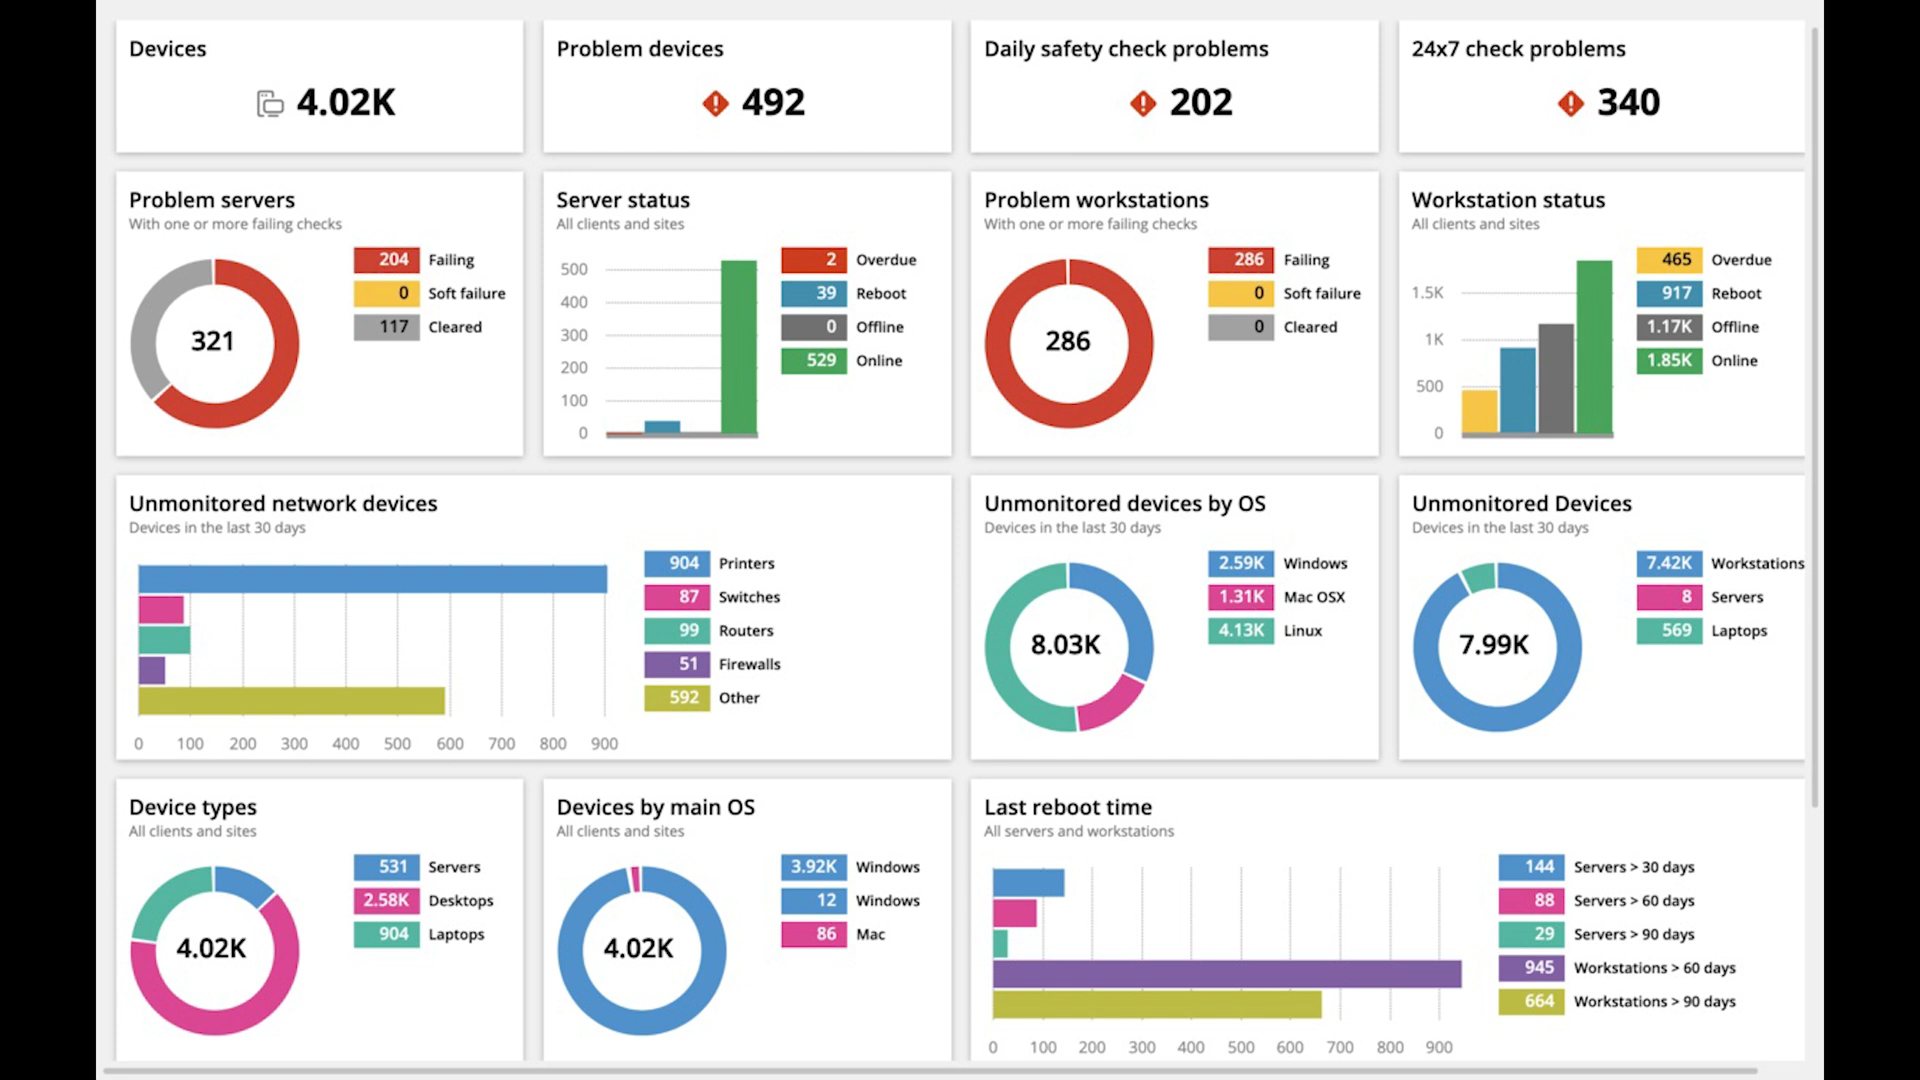 Devices
4.02K
Problem devices
492
Daily safety check problems
202
24x7 check problems
340
Problem servers
With one or more failing checks
321
204 Failing
0 Soft failure
117 Cleared
Server status
All clients and sites
500
400
300
200
100
0
2 Overdue
39 Reboot
0 Offline
529 Online
Problem workstations
With one or more failing checks
286
286 Failing
0 Soft failure
0 Cleared
Workstation status
All clients and sites
1.5K
1K
500
0
465 Overdue
917 Reboot
1.17K Offline
1.85K Online
Unmonitored network devices
Devices in the last 30 days
0 100 200 300 400 500 600 700 800 900
904 Printers
87 Switches
99 Routers
51 Firewalls
592 Other
Unmonitored devices by OS
Devices in the last 30 days
8.03K
2.59K Windows
1.31K Mac OSX
4.13K Linux
Unmonitored Devices
Devices in the last 30 days
7.99K
7.42K Workstations
8 Servers
569 Laptops
Device types
All clients and sites
4.02K
531 Servers
2.58K Desktops
904 Laptops
Devices by main OS
All clients and sites
4.02K
3.92K Windows
12 Windows
86 Mac
Last reboot time
All servers and workstations
0 100 200 300 400 500 600 700 800 900
144 Servers > 30 days
88 Servers > 60 days
29 Servers > 90 days
945 Workstations > 60 days
664 Workstations > 90 days